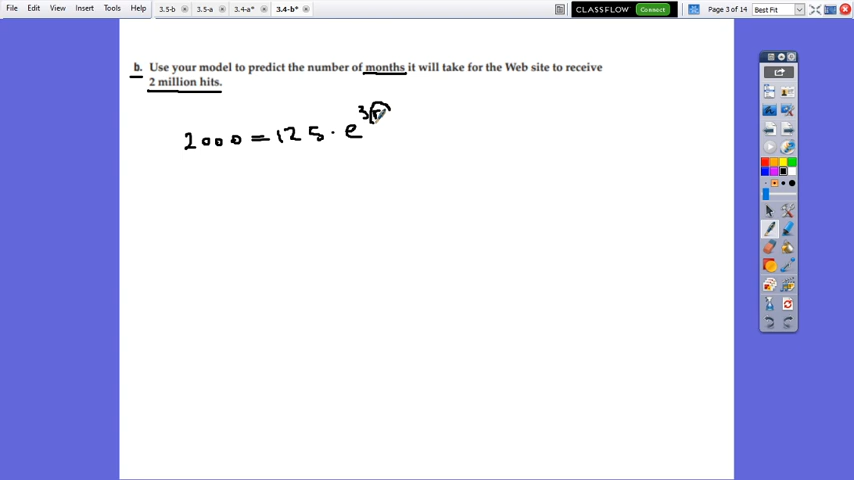 File Edit View Insert Tools Help 3.5-b 3.5-a 3.4-a* 3.4-b* CLASSFLOW Connect Page 3 of 14 Best Fit
b. Use your model to predict the number of months it will take for the Web site to receive
2 million hits.
2000 = 125 · e^3